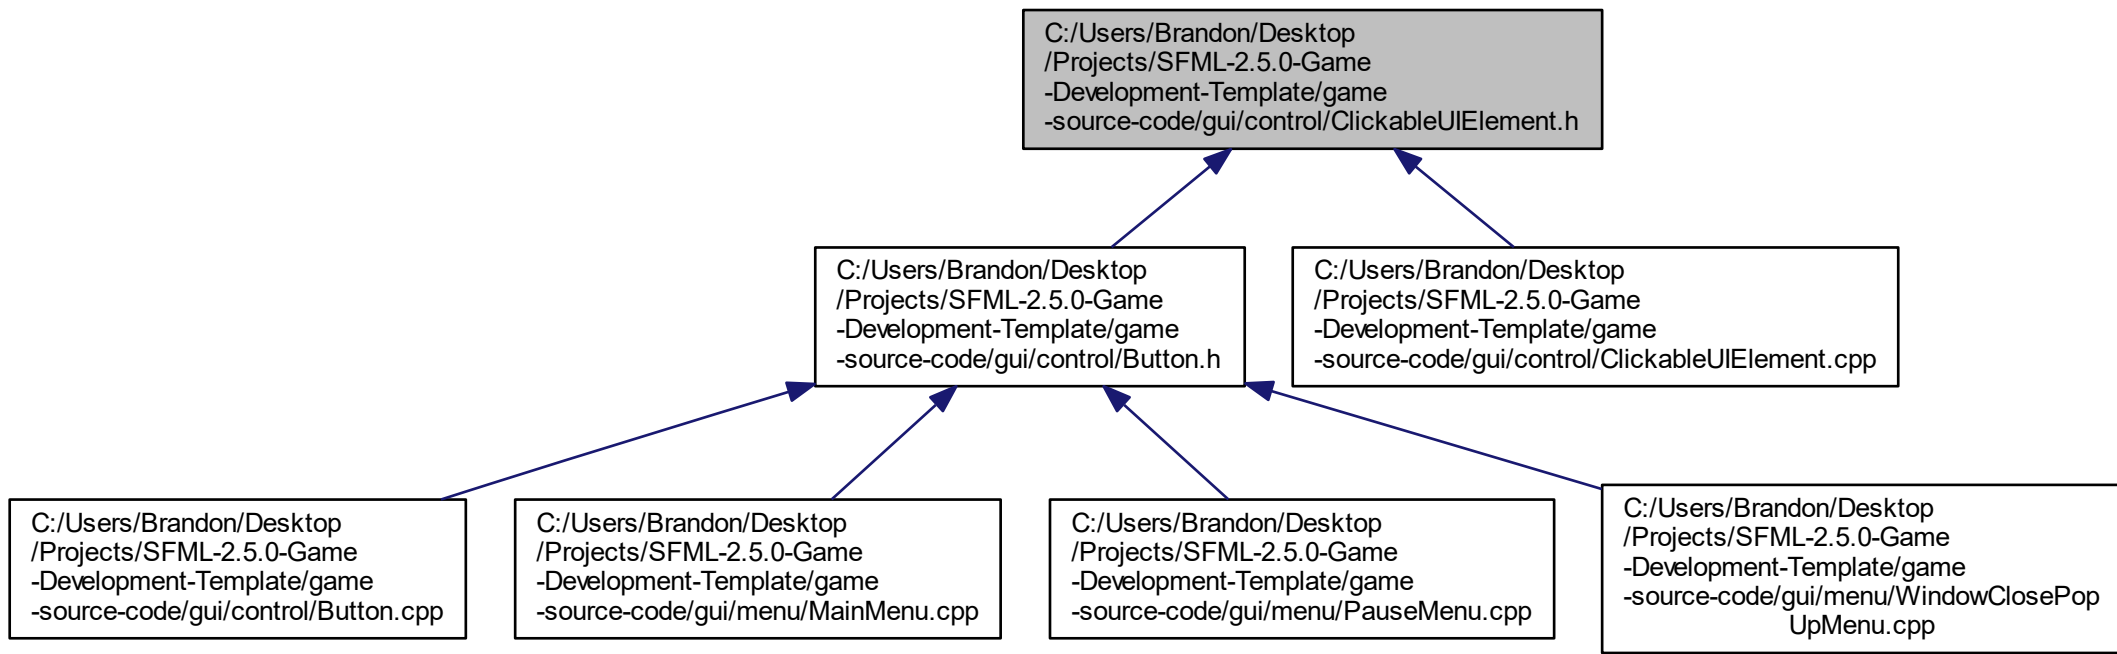 C:/Users/Brandon/Desktop
/Projects/SFML-2.5.0-Game
-Development-Template/game
-source-code/gui/control/ClickableUIElement.h
C:/Users/Brandon/Desktop
/Projects/SFML-2.5.0-Game
-Development-Template/game
-source-code/gui/control/Button.h
C:/Users/Brandon/Desktop
/Projects/SFML-2.5.0-Game
-Development-Template/game
-source-code/gui/control/ClickableUIElement.cpp
C:/Users/Brandon/Desktop
/Projects/SFML-2.5.0-Game
-Development-Template/game
-source-code/gui/control/Button.cpp
C:/Users/Brandon/Desktop
/Projects/SFML-2.5.0-Game
-Development-Template/game
-source-code/gui/menu/MainMenu.cpp
C:/Users/Brandon/Desktop
/Projects/SFML-2.5.0-Game
-Development-Template/game
-source-code/gui/menu/PauseMenu.cpp
C:/Users/Brandon/Desktop
/Projects/SFML-2.5.0-Game
-Development-Template/game
-source-code/gui/menu/WindowClosePop
UpMenu.cpp